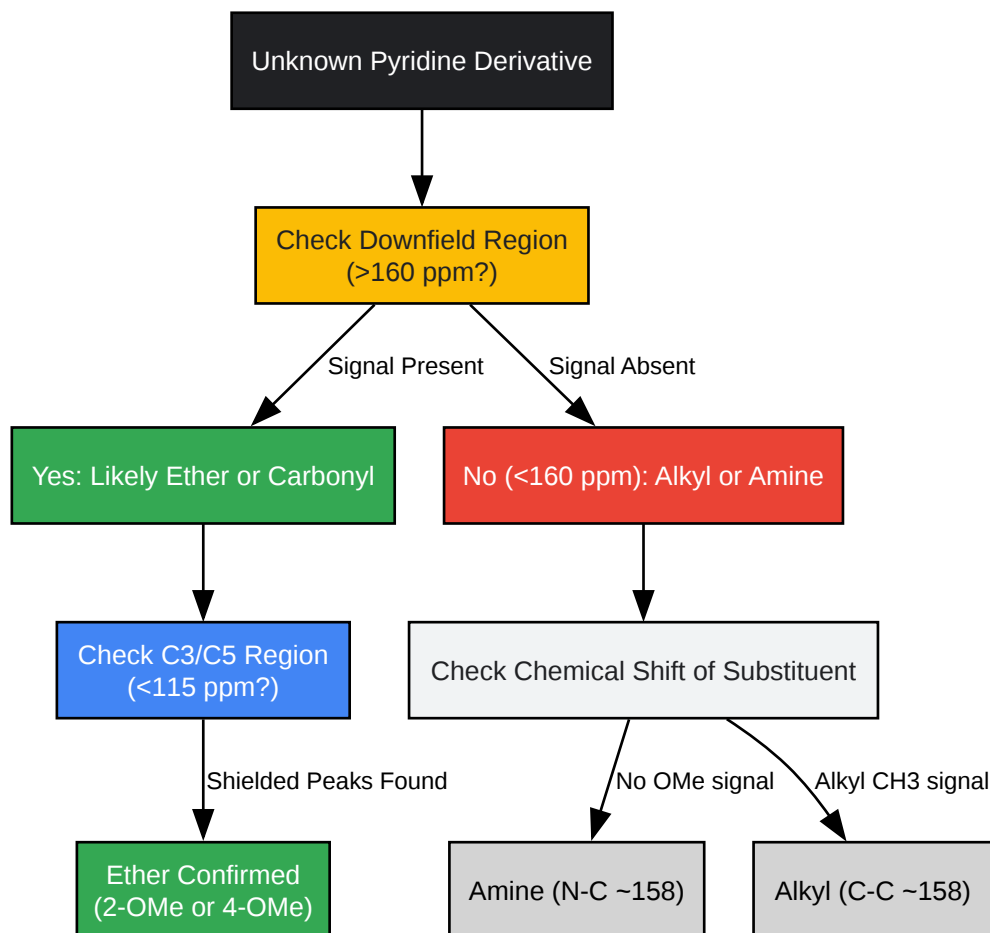 Unknown Pyridine Derivative
Check Downfield Region
(>160 ppm?)
Signal Present
Signal Absent
Yes: Likely Ether or Carbonyl
No (<160 ppm): Alkyl or Amine
Check C3/C5 Region
(<115 ppm?)
Check Chemical Shift of Substituent
Shielded Peaks Found
No OMe signal
Alkyl CH3 signal
Ether Confirmed
(2-OMe or 4-OMe)
Amine (N-C ~158)
Alkyl (C-C ~158)